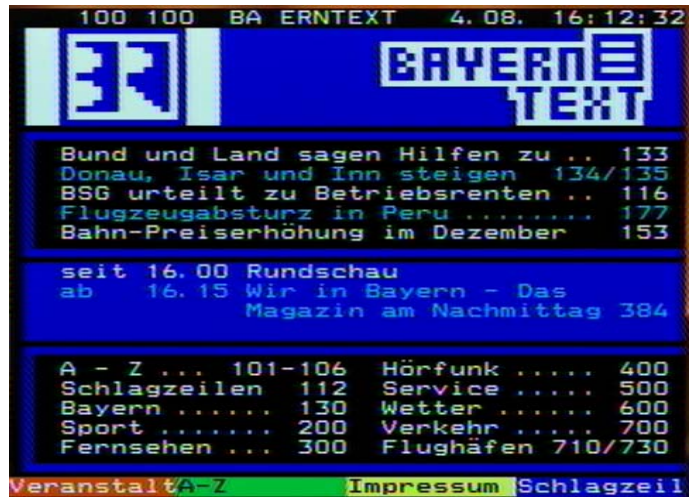 100 100 BA ERNTEXT 4.08. 16:12:32
BAYERN
TEXT
Bund und Land sagen Hilfen zu .. 133
Donau, Isar und Inn steigen 134/135
BSG urteilt zu Betriebsrenten .. 116
Flugzeugabsturz in Peru ........ 177
Bahn-Preiserhöhung im Dezember 153
seit 16.00 Rundschau
ab 16.15 Wir in Bayern - Das
Magazin am Nachmittag 384
A - Z ... 101-106 Hörfunk ..... 400
Schlagzeilen 112 Service ..... 500
Bayern ...... 130 Wetter ...... 600
Sport ....... 200 Verkehr ..... 700
Fernsehen ... 300 Flughäfen 710/730
Veranstalt A-Z Impressum Schlagzeil